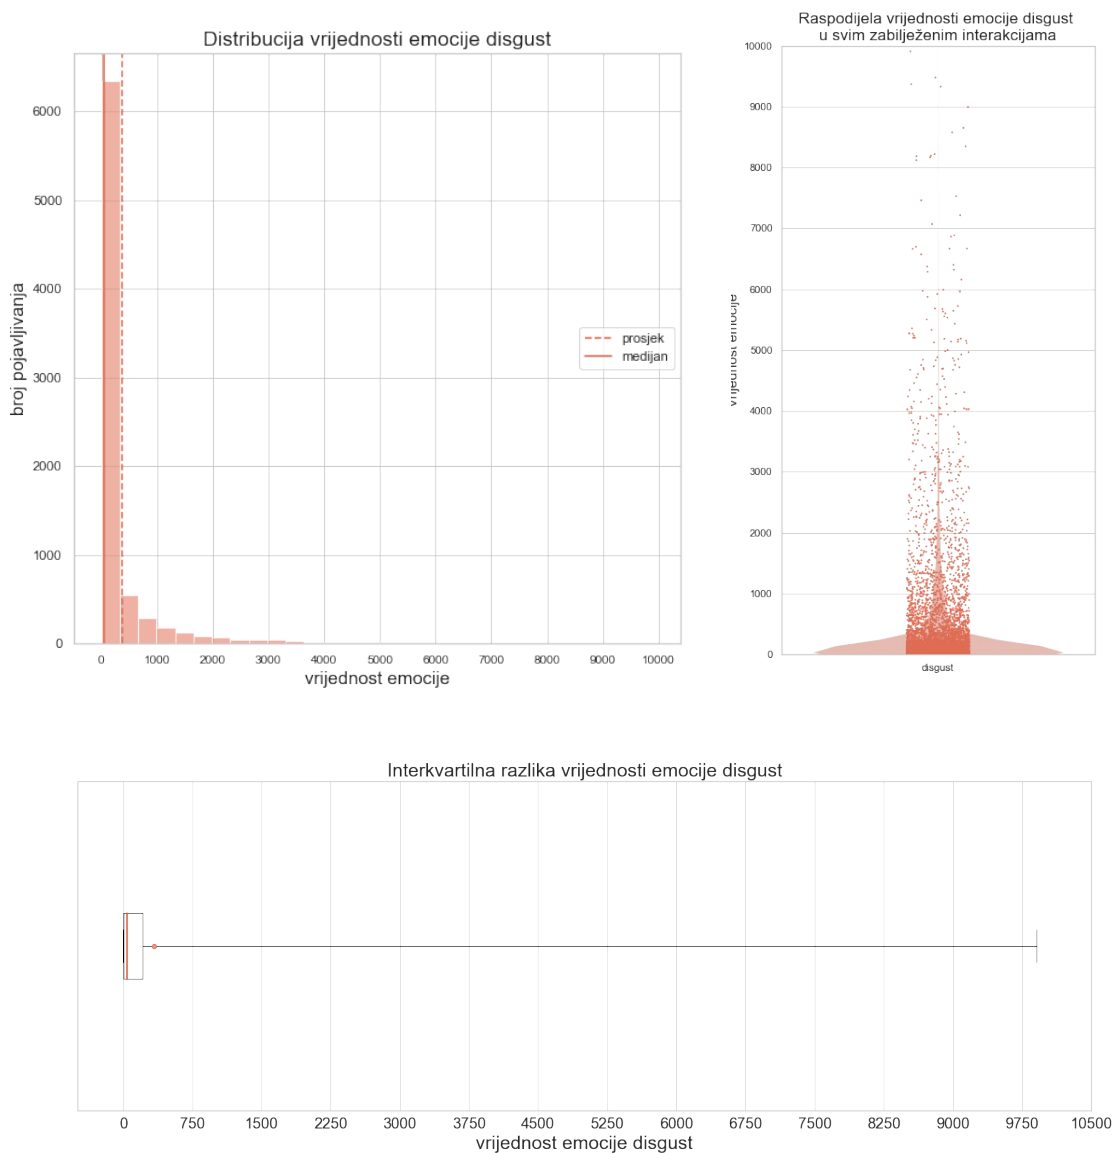 Distribucija vrijednosti emocije disgust
6000
5000
4000
3000
2000
1000
0
broj pojavljivanja
prosjek
medijan
0 1000 2000 3000 4000 5000 6000 7000 8000 9000 10000
vrijednost emocije
Raspodijela vrijednosti emocije disgust
u svim zabilježenim interakcijama
10000
9000
8000
7000
6000
5000
4000
3000
2000
1000
0
vrijednost emocije
disgust
Interkvartilna razlika vrijednosti emocije disgust
0 750 1500 2250 3000 3750 4500 5250 6000 6750 7500 8250 9000 9750 10500
vrijednost emocije disgust